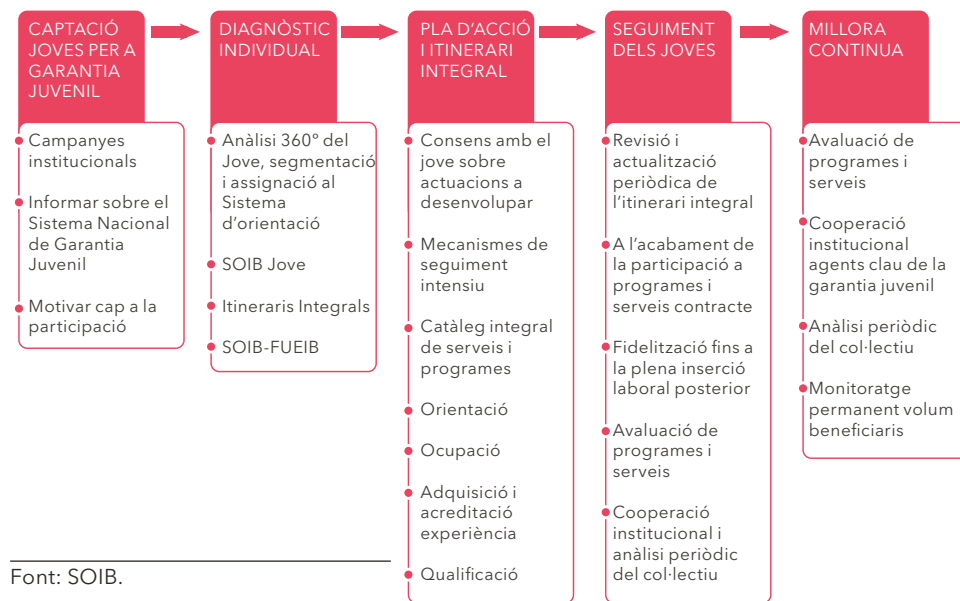 CAPTACIÓ
JOVES PER A
GARANTIA
JUVENIL
Campanyes
institucionals
Informar sobre el
Sistema Nacional
de Garantia
Juvenil
Motivar cap a la
participació
DIAGNÒSTIC
INDIVIDUAL
Anàlisi 360° del
Jove, segmentació
i assignació al
Sistema
d'orientació
SOIB Jove
Itineraris Integrals
SOIB-FUEIB
PLA D'ACCIÓ
I ITINERARI
INTEGRAL
Consens amb el
jove sobre
actuacions a
desenvolupar
Mecanismes de
seguiment
intensiu
Catàleg integral
de serveis i
programes
Orientació
Ocupació
Adquisició i
acreditació
experiència
Qualificació
SEGUIMENT
DELS JOVES
Revisió i
actualització
periòdica de
l'itinerari integral
A l'acabament de
la participació a
programes i
serveis contracte
Fidelització fins a
la plena inserció
laboral posterior
Avaluació de
programes i
serveis
Cooperació
institucional i
anàlisi periòdic
del col·lectiu
MILLORA
CONTINUA
Avaluació de
programes i
serveis
Cooperació
institucional
agents clau de la
garantia juvenil
Anàlisi periòdic
del col·lectiu
Monitoratge
permanent volum
beneficiaris
Font: SOIB.